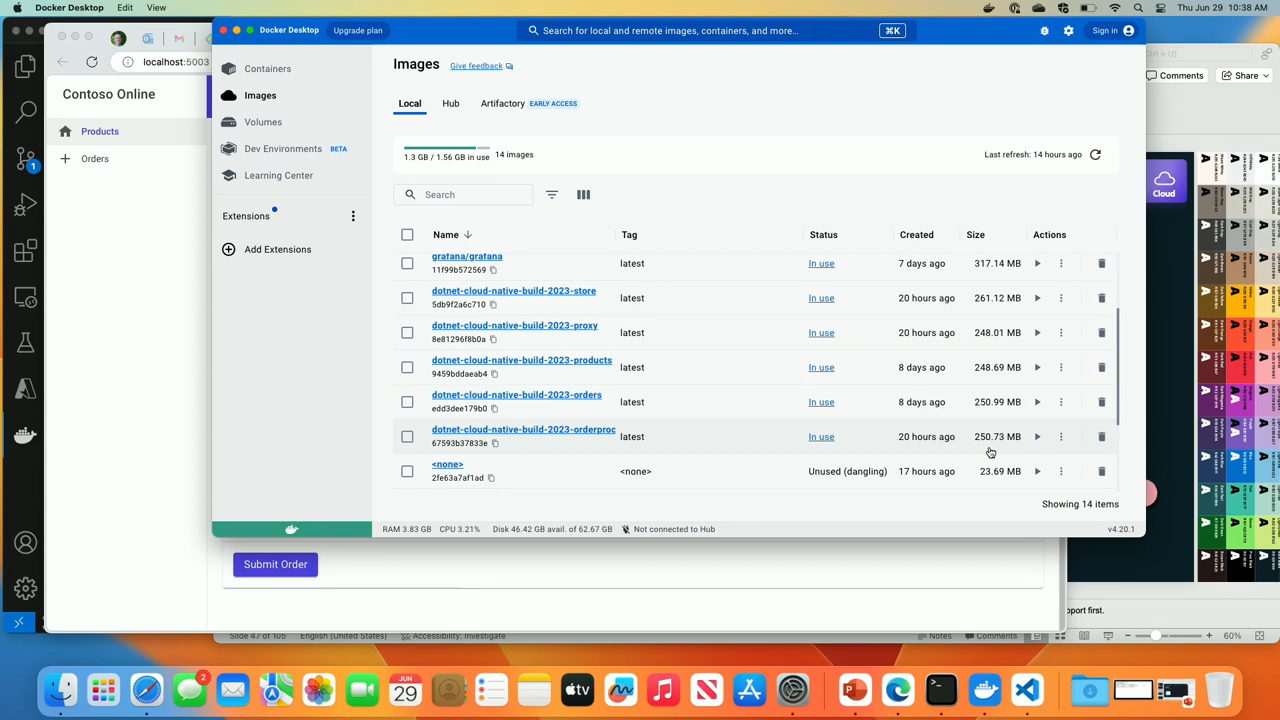 Docker Desktop Edit View
Thu Jun 29 10:38 AM
Docker Desktop
Upgrade plan
Search for local and remote images, containers, and more...
⌘K
Sign in
localhost:5003
Contoso Online
Products
Orders
1
Containers
Images
Volumes
Dev Environments BETA
Learning Center
Extensions
Add Extensions
Images Give feedback
Local Hub Artifactory EARLY ACCESS
1.3 GB / 1.56 GB in use 14 images
Last refresh: 14 hours ago
Search
Name Tag Status Created Size Actions
grafana/grafana
11f99b572569
latest In use 7 days ago 317.14 MB
dotnet-cloud-native-build-2023-store
5db9f2a6c710
latest In use 20 hours ago 261.12 MB
dotnet-cloud-native-build-2023-proxy
8e81296f8b0a
latest In use 20 hours ago 248.01 MB
dotnet-cloud-native-build-2023-products
9459bddaeab4
latest In use 8 days ago 248.69 MB
dotnet-cloud-native-build-2023-orders
edd3dee179b0
latest In use 8 days ago 250.99 MB
dotnet-cloud-native-build-2023-orderproc
67593b37833e
latest In use 20 hours ago 250.73 MB
<none>
2fe63a7af1ad
<none> Unused (dangling) 17 hours ago 23.69 MB
Showing 14 items
RAM 3.83 GB CPU 3.21% Disk 46.42 GB avail. of 62.67 GB Not connected to Hub
v4.20.1
Comments Share
Cloud
Submit Order
pport first.
Slide 47 of 105 English (United States) Accessibility: Investigate
Notes Comments 60%
2
JUN
29
tv